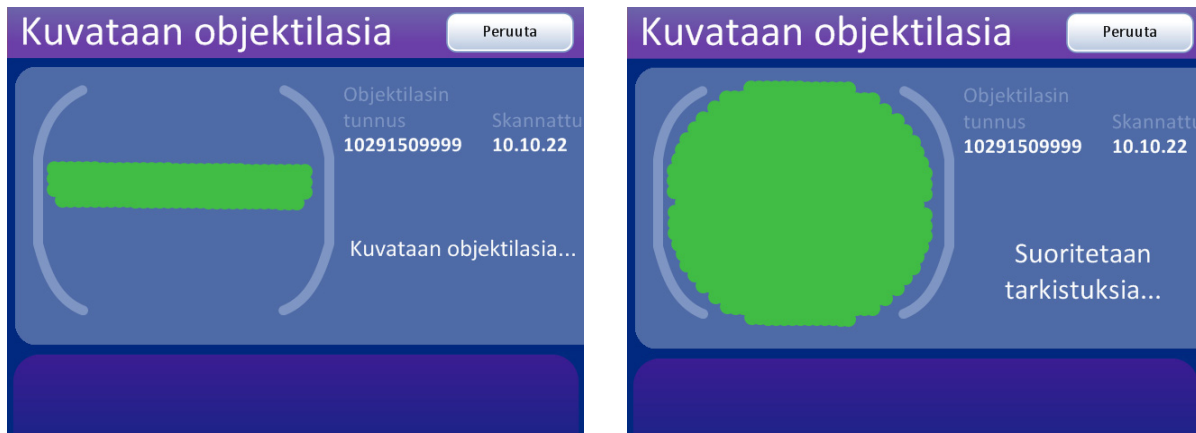 Kuvataan objektilasia
Peruuta
Objektilasin
tunnus
Skannattu
10291509999
10.10.22
Kuvataan objektilasia...
Kuvataan objektilasia
Peruuta
Objektilasin
tunnus
Skannattu
10291509999
10.10.22
Suoritetaan
tarkistuksia...